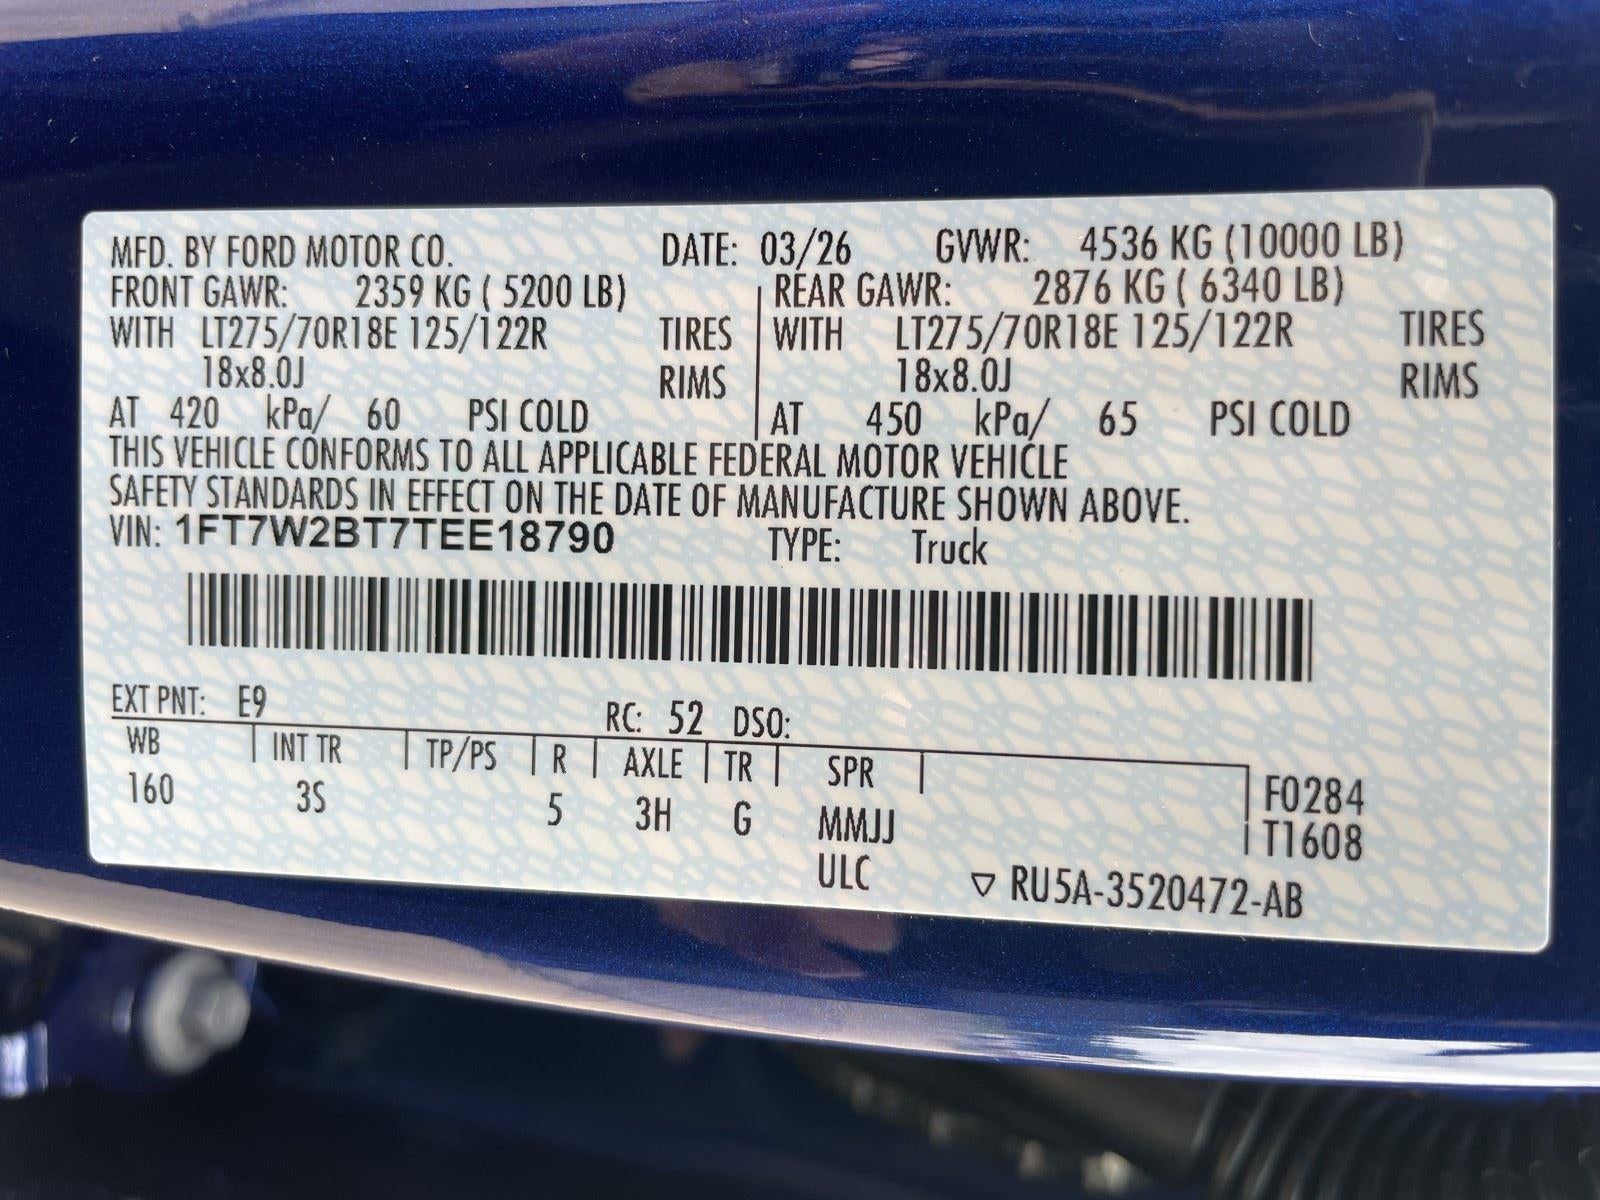 MFD. BY FORD MOTOR CO. DATE: 03/26 GVWR: 4536 KG (10000 LB)
FRONT GAWR: 2359 KG ( 5200 LB) REAR GAWR: 2876 KG ( 6340 LB)
WITH LT275/70R18E 125/122R TIRES WITH LT275/70R18E 125/122R TIRES
18x8.0J RIMS 18x8.0J RIMS
AT 420 kPa/ 60 PSI COLD AT 450 kPa/ 65 PSI COLD
THIS VEHICLE CONFORMS TO ALL APPLICABLE FEDERAL MOTOR VEHICLE
SAFETY STANDARDS IN EFFECT ON THE DATE OF MANUFACTURE SHOWN ABOVE.
VIN: 1FT7W2BT7TEE18790 TYPE: Truck
EXT PNT: E9 RC: 52 DSO:
WB INT TR TP/PS R AXLE TR SPR F0284
160 3S 5 3H G MMJJ T1608
ULC ▽ RU5A-3520472-AB